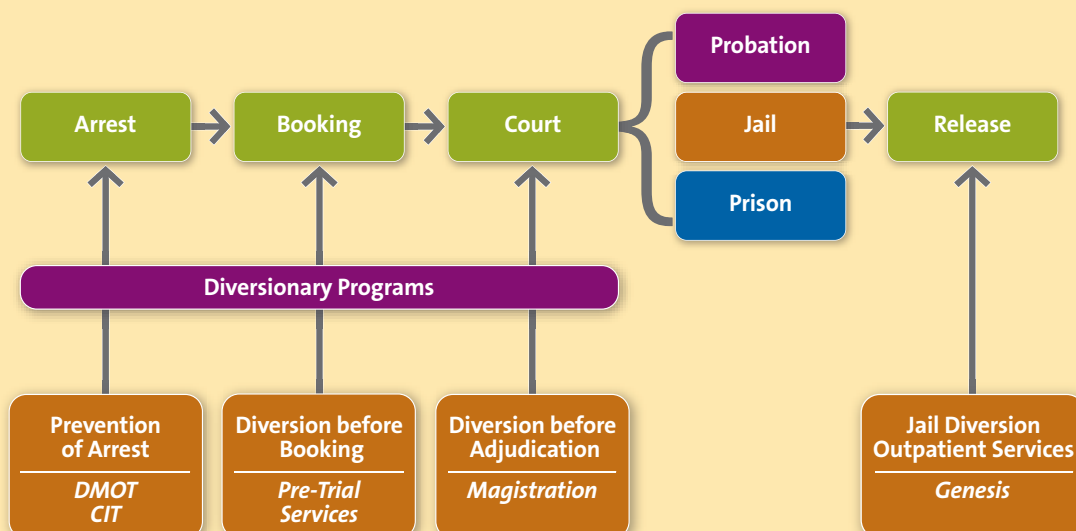 Probation
Arrest
Booking
Court
Jail
Release
Prison
Diversionary Programs
Prevention
of Arrest
DMOT
CIT
Diversion before
Booking
Pre-Trial
Services
Diversion before
Adjudication
Magistration
Jail Diversion
Outpatient Services
Genesis